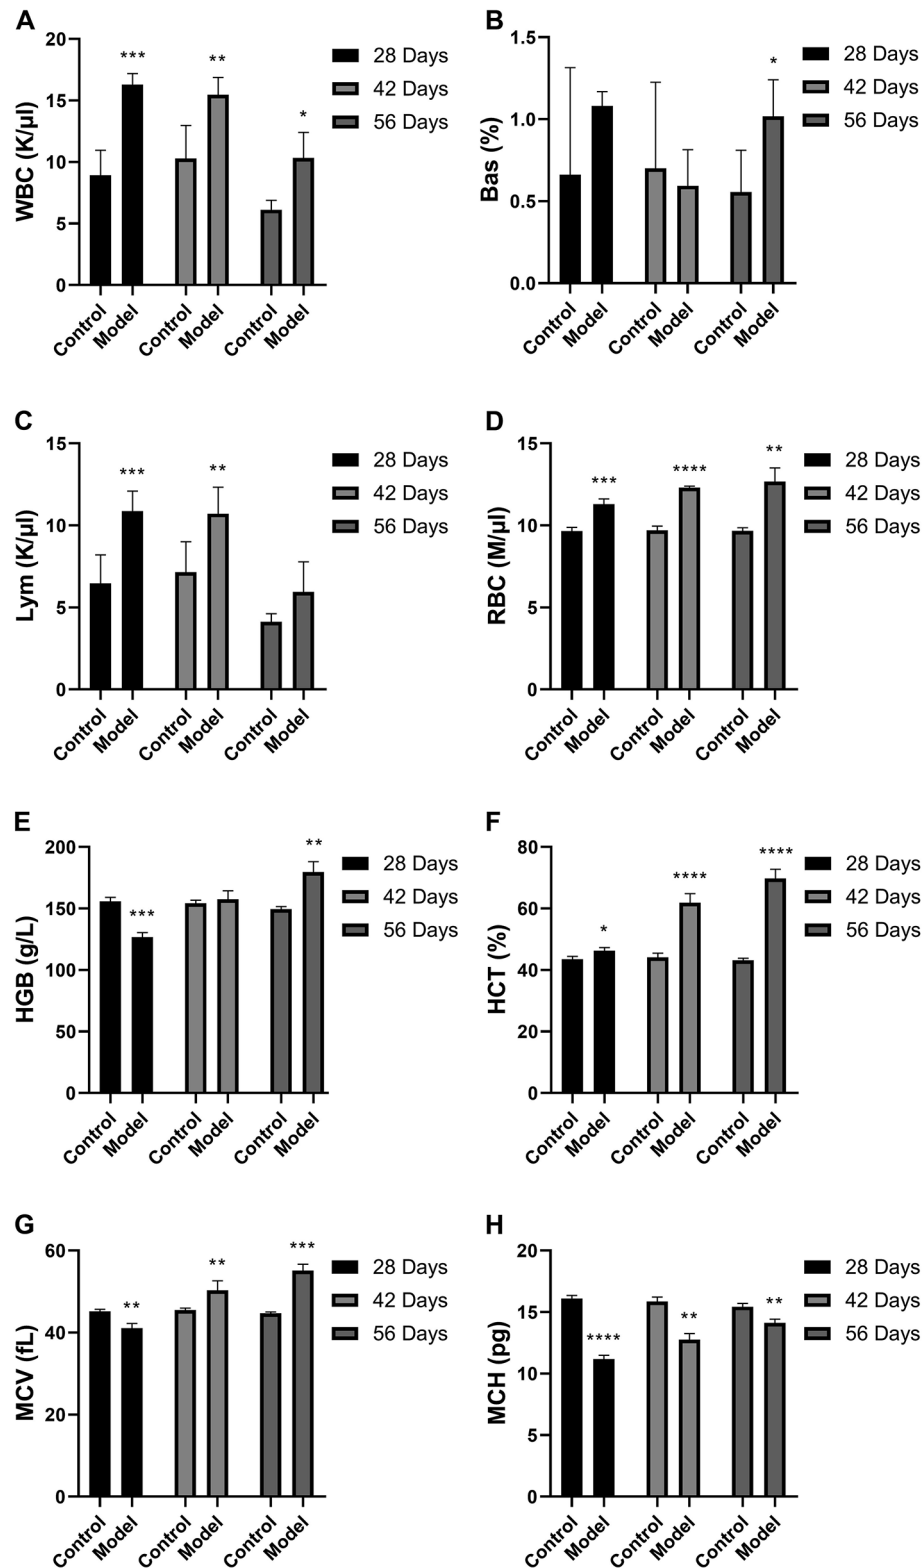 A
WBC (K/µl)
20
15
10
5
0
***
**
*
Control
Model
Control
Model
Control
Model
28 Days
42 Days
56 Days
B
Bas (%)
1.5
1.0
0.5
0.0
*
Control
Model
Control
Model
Control
Model
28 Days
42 Days
56 Days
C
Lym (K/µl)
15
10
5
0
***
**
Control
Model
Control
Model
Control
Model
28 Days
42 Days
56 Days
D
RBC (M/µl)
15
10
5
0
***
****
**
Control
Model
Control
Model
Control
Model
28 Days
42 Days
56 Days
E
HGB (g/L)
200
150
100
50
0
***
**
Control
Model
Control
Model
Control
Model
28 Days
42 Days
56 Days
F
HCT (%)
80
60
40
20
0
*
****
****
Control
Model
Control
Model
Control
Model
28 Days
42 Days
56 Days
G
MCV (fL)
60
40
20
0
**
**
***
Control
Model
Control
Model
Control
Model
28 Days
42 Days
56 Days
H
MCH (pg)
20
15
10
5
0
****
**
**
Control
Model
Control
Model
Control
Model
28 Days
42 Days
56 Days